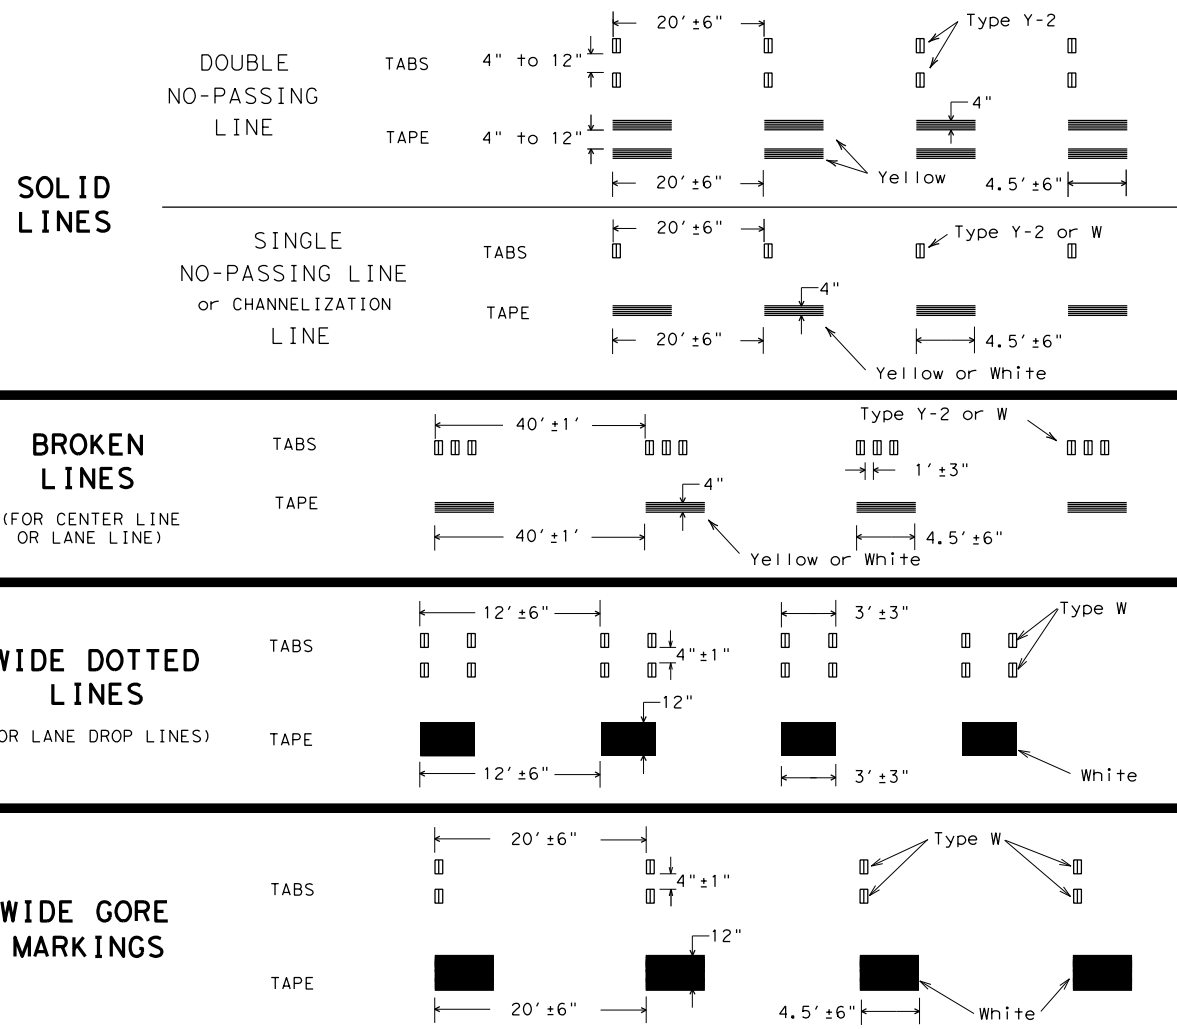 SOLID
LINES
DOUBLE
NO-PASSING
LINE
TABS
4" to 12"
20'±6"
Type Y-2
TAPE
4" to 12"
4"
Yellow
20'±6"
4.5'±6"
SINGLE
NO-PASSING LINE
or CHANNELIZATION
LINE
TABS
20'±6"
Type Y-2 or W
TAPE
4"
20'±6"
4.5'±6"
Yellow or White
BROKEN
LINES
(FOR CENTER LINE
OR LANE LINE)
TABS
40'±1'
Type Y-2 or W
1'±3"
TAPE
4"
40'±1'
4.5'±6"
Yellow or White
WIDE DOTTED
LINES
OR LANE DROP LINES)
TABS
12'±6"
3'±3"
Type W
4"±1"
TAPE
12"
12'±6"
3'±3"
White
WIDE GORE
MARKINGS
TABS
20'±6"
Type W
4"±1"
TAPE
12"
20'±6"
4.5'±6"
White